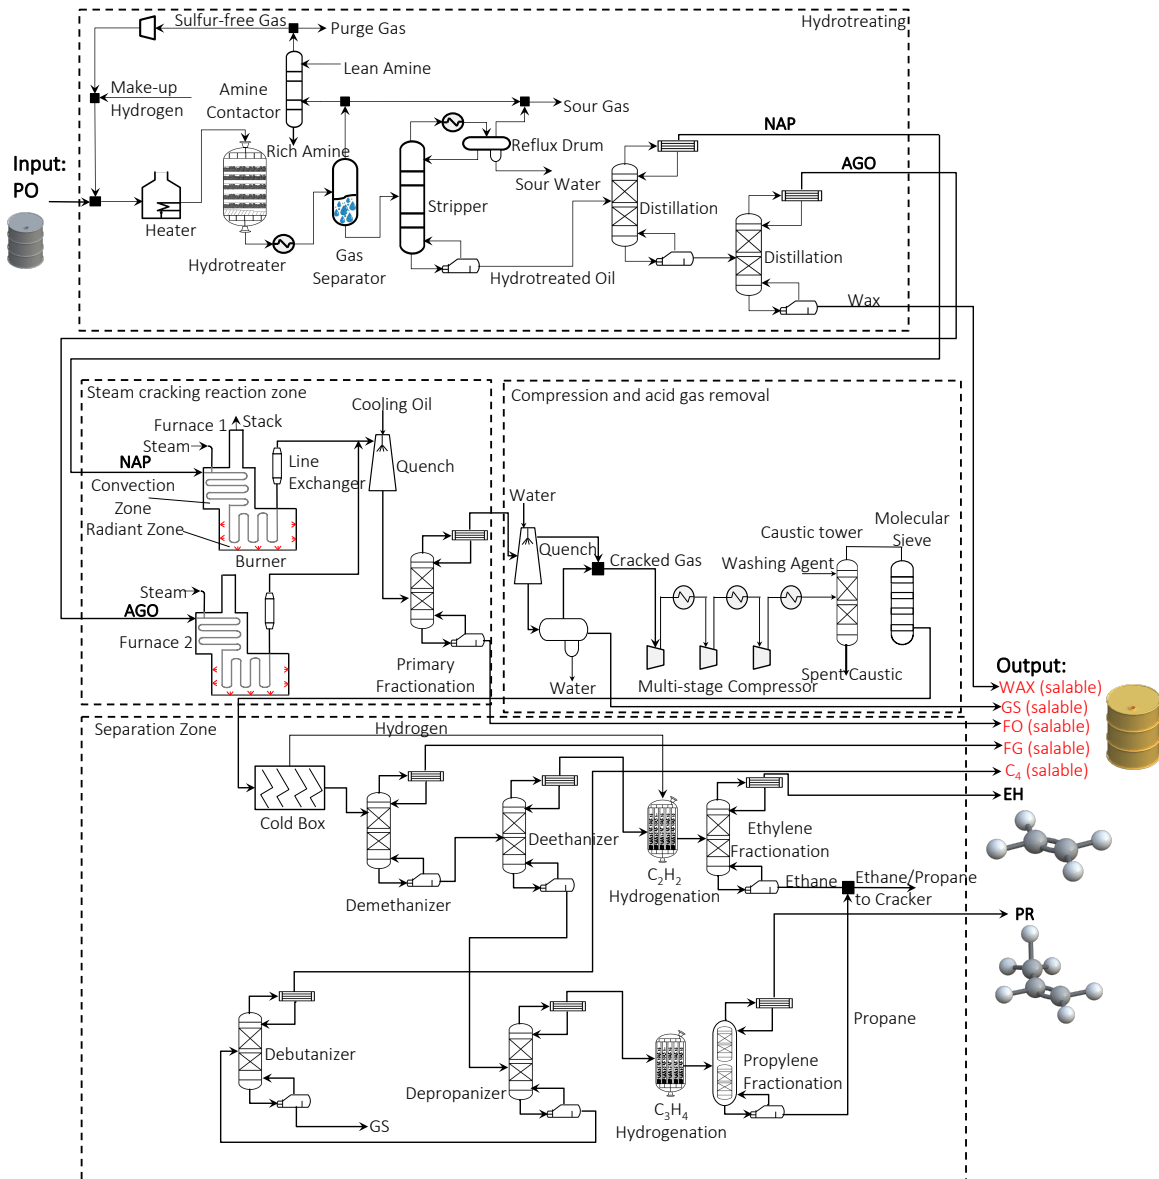 Hydrotreating
Sulfur-free Gas
Purge Gas
Lean Amine
Make-up
Hydrogen
Amine
Contactor
Sour Gas
NAP
Rich Amine
Reflux Drum
AGO
Input:
PO
Sour Water
Stripper
Distillation
Heater
Hydrotreater
Gas
Separator
Hydrotreated Oil
Distillation
Wax
Steam cracking reaction zone
Cooling Oil
Furnace 1
Stack
Steam
NAP
Line
Exchanger
Quench
Convection
Zone
Radiant Zone
Burner
Steam
AGO
Furnace 2
Primary
Fractionation
Compression and acid gas removal
Water
Quench
Cracked Gas
Caustic tower
Molecular
Sieve
Washing Agent
Water
Multi-stage Compressor
Spent Caustic
Output:
WAX (salable)
GS (salable)
FO (salable)
FG (salable)
C₄ (salable)
EH
PR
Separation Zone
Hydrogen
Cold Box
Demethanizer
Deethanizer
C₂H₂
Hydrogenation
Ethylene
Fractionation
Ethane
Ethane/Propane
to Cracker
Debutanizer
GS
Depropanizer
C₃H₄
Hydrogenation
Propylene
Fractionation
Propane